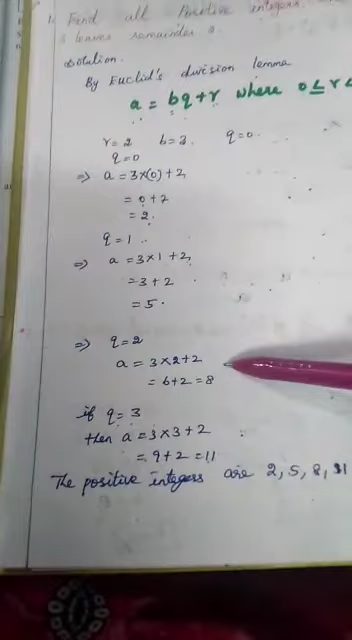 1. Find all Positive integers
3 leaves remainder 2.
Solution.
By Euclid's division lemma
a = bq+r where 0 ≤ r <
r = 2 b = 3. q = 0.
q = 0
⇒ a = 3×(0) + 2
= 0 + 2
= 2.
q = 1
⇒ a = 3×1 + 2
= 3 + 2
= 5.
⇒ q = 2
a = 3×2+2
= 6+2 = 8
if q = 3
then a = 3×3+2
= 9+2 = 11
The positive integers are 2, 5, 8, 11